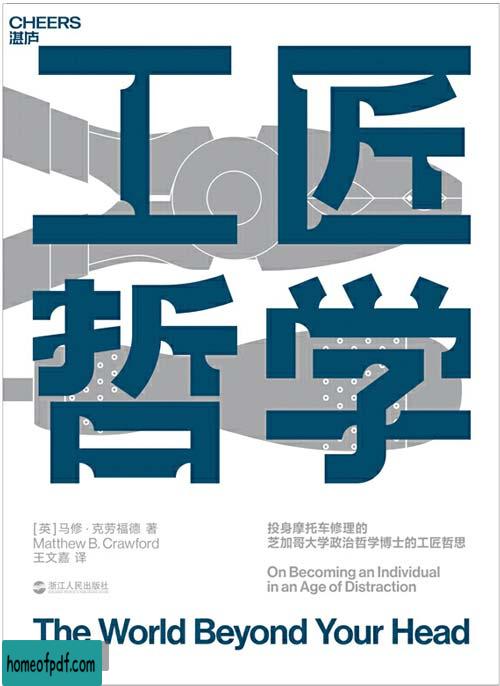 CHEERS
湛庐
工匠
哲学
[英]马修·克劳福德 著
Matthew B. Crawford
王文嘉 译
浙江人民出版社
投身摩托车修理的
芝加哥大学政治哲学博士的工匠哲思
On Becoming an Individual
in an Age of Distraction
The World Beyond Your Head
homeofpdf.com